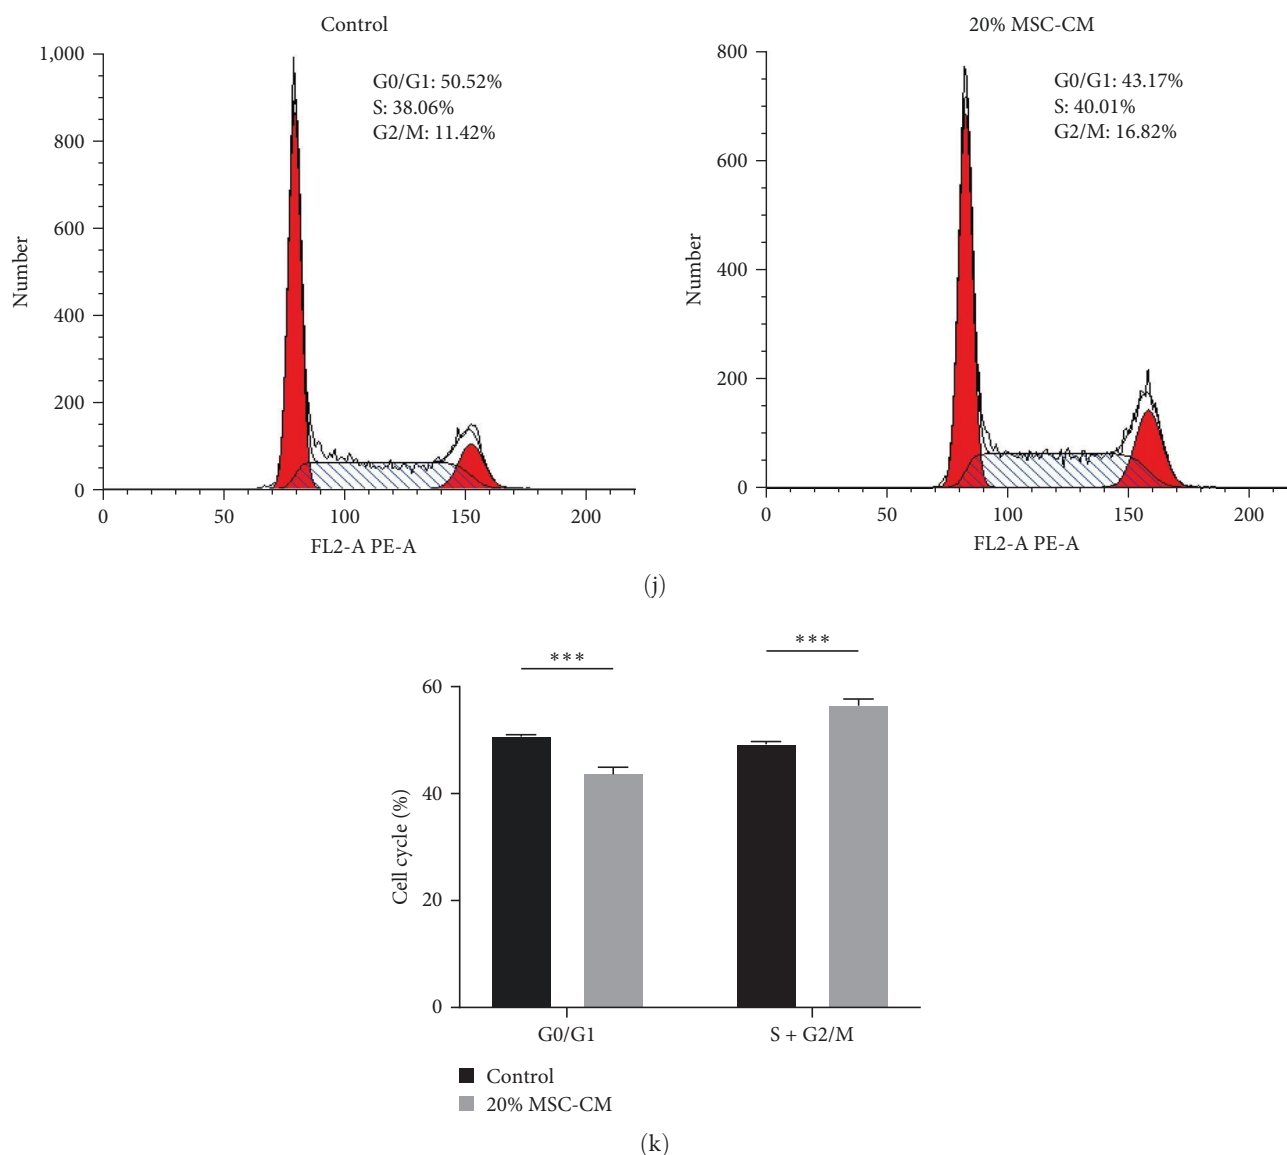 Control
1,000
800
600
400
200
0
Number
G0/G1: 50.52%
S: 38.06%
G2/M: 11.42%
0 50 100 150 200
FL2-A PE-A
20% MSC-CM
800
600
400
200
0
Number
G0/G1: 43.17%
S: 40.01%
G2/M: 16.82%
0 50 100 150 200
FL2-A PE-A
(j)
***
***
60
40
20
0
Cell cycle (%)
G0/G1 S + G2/M
Control
20% MSC-CM
(k)